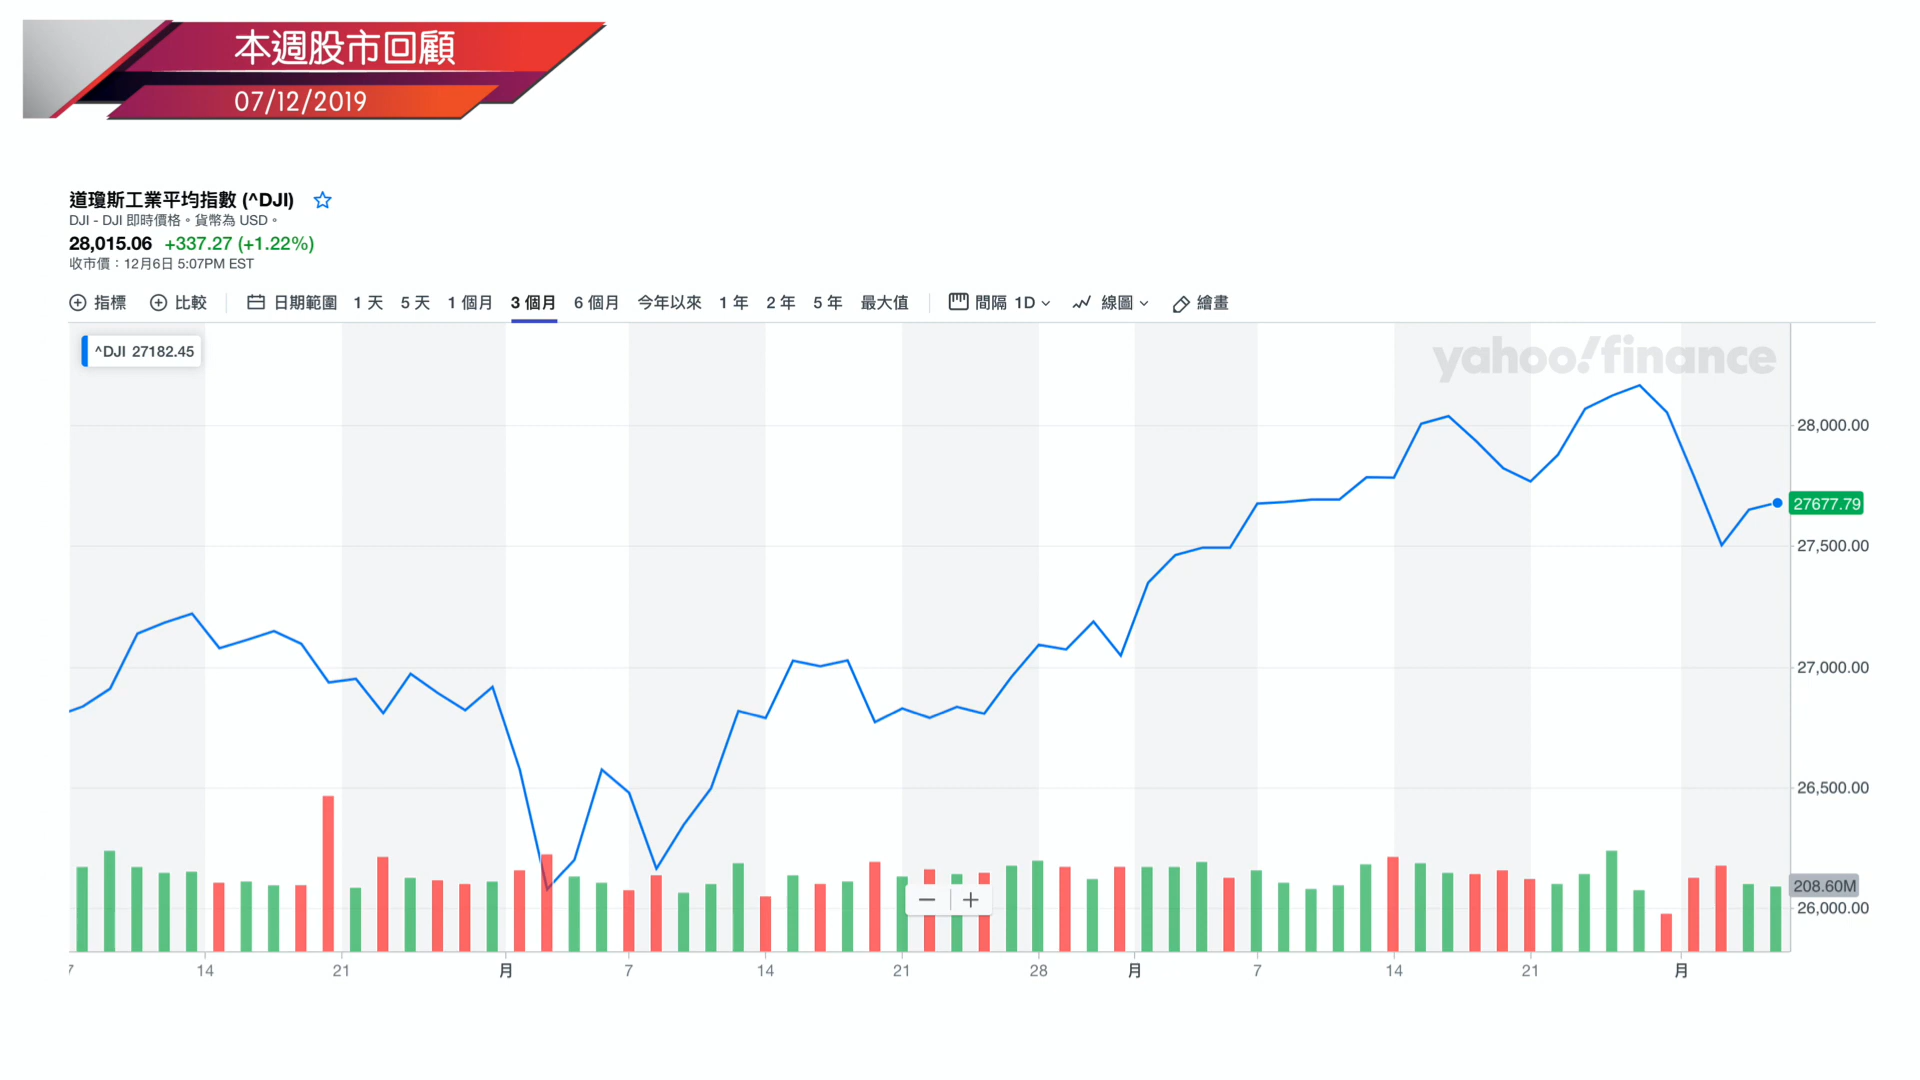 本週股市回顧
07/12/2019
道瓊斯工業平均指數 (^DJI)
DJI - DJI 即時價格。貨幣為 USD。
28,015.06 +337.27 (+1.22%)
收市價：12月6日 5:07PM EST
指標 比較 日期範圍 1 天 5 天 1 個月 3 個月 6 個月 今年以來 1 年 2 年 5 年 最大值 間隔 1D 線圖 繪畫
^DJI 27182.45
yahoo!finance
28,000.00
27677.79
27,500.00
27,000.00
26,500.00
208.60M
26,000.00
7 14 21 月 7 14 21 28 月 7 14 21 月